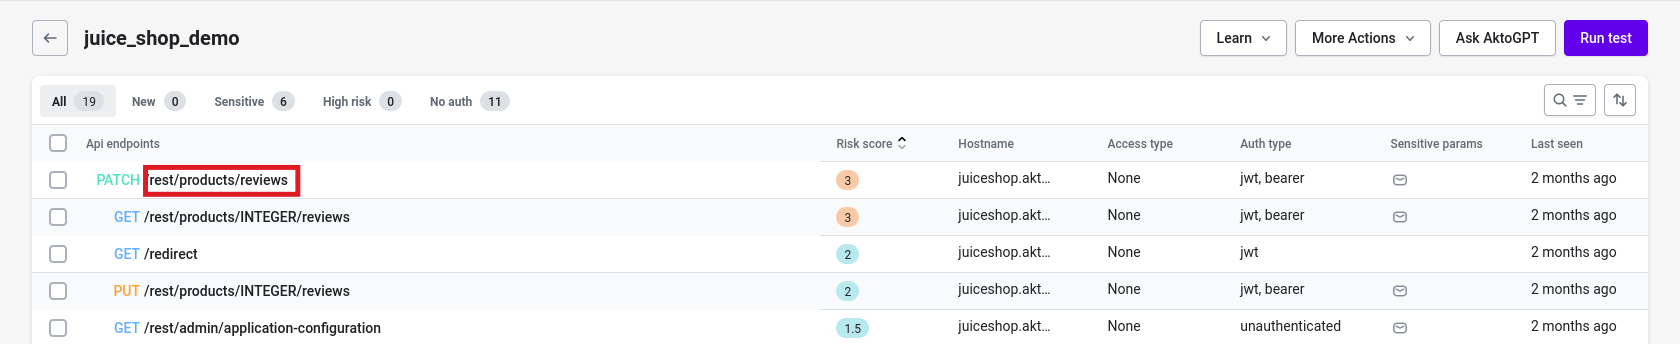 juice_shop_demo Learn More Actions Ask AktoGPT Run test
All 19 New 0 Sensitive 6 High risk 0 No auth 11
Api endpoints Risk score Hostname Access type Auth type Sensitive params Last seen
PATCH /rest/products/reviews 3 juiceshop.akt... None jwt, bearer 2 months ago
GET /rest/products/INTEGER/reviews 3 juiceshop.akt... None jwt, bearer 2 months ago
GET /redirect 2 juiceshop.akt... None jwt 2 months ago
PUT /rest/products/INTEGER/reviews 2 juiceshop.akt... None jwt, bearer 2 months ago
GET /rest/admin/application-configuration 1.5 juiceshop.akt... None unauthenticated 2 months ago